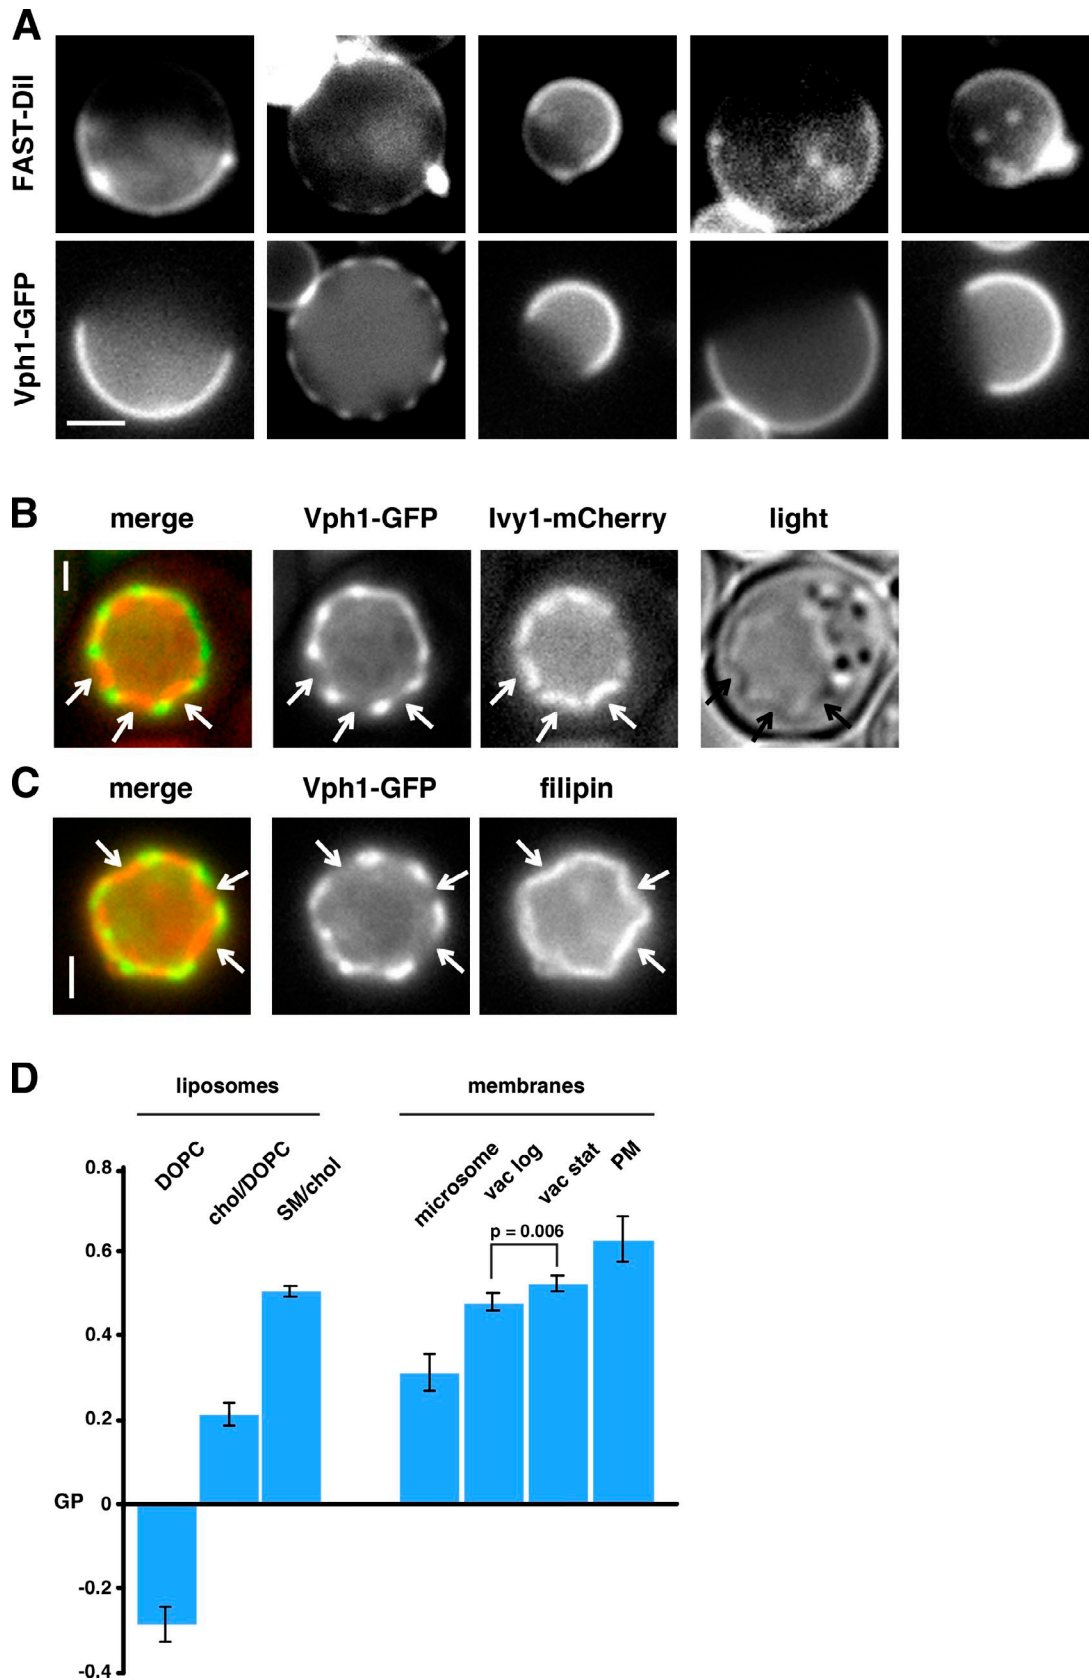 A
FAST-DiI
Vph1-GFP
B
merge Vph1-GFP Ivy1-mCherry light
C
merge Vph1-GFP filipin
D
liposomes membranes
DOPC chol/DOPC SM/chol microsome vac log vac stat PM
p = 0.006
0.8
0.6
0.4
0.2
GP 0
-0.2
-0.4